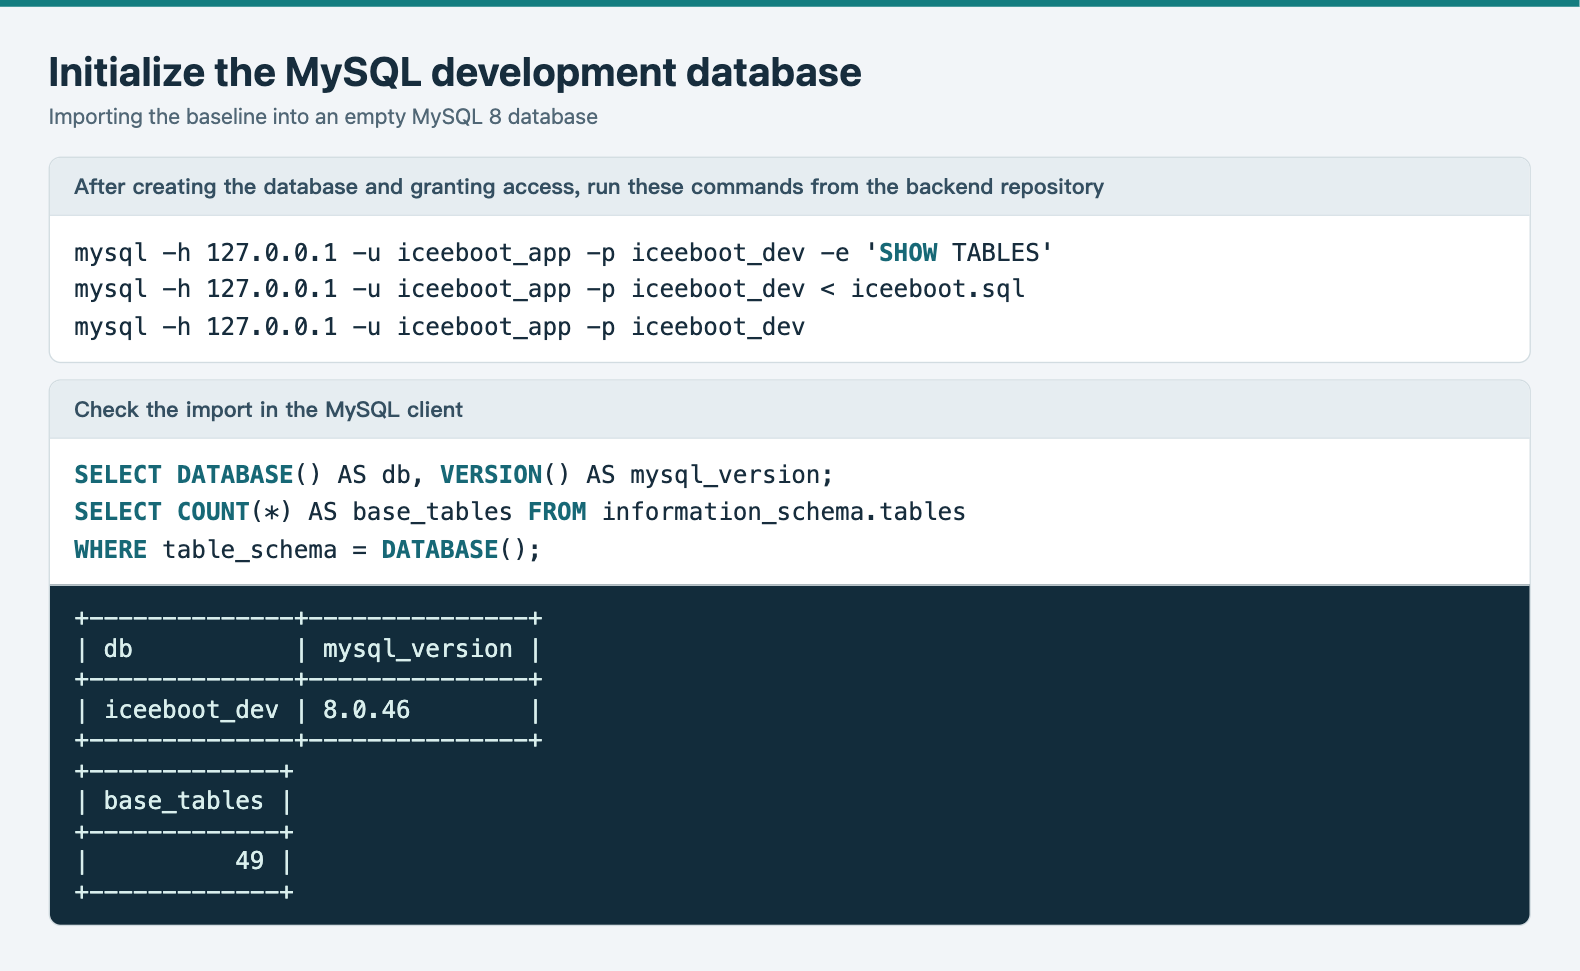 Initialize the MySQL development database
Importing the baseline into an empty MySQL 8 database
After creating the database and granting access, run these commands from the backend repository
mysql -h 127.0.0.1 -u iceeboot_app -p iceeboot_dev -e 'SHOW TABLES'
mysql -h 127.0.0.1 -u iceeboot_app -p iceeboot_dev < iceeboot.sql
mysql -h 127.0.0.1 -u iceeboot_app -p iceeboot_dev
Check the import in the MySQL client
SELECT DATABASE() AS db, VERSION() AS mysql_version;
SELECT COUNT(*) AS base_tables FROM information_schema.tables
WHERE table_schema = DATABASE();
+--------------+---------------+
| db           | mysql_version |
+--------------+---------------+
| iceeboot_dev | 8.0.46        |
+--------------+---------------+
+-------------+
| base_tables |
+-------------+
|          49 |
+-------------+